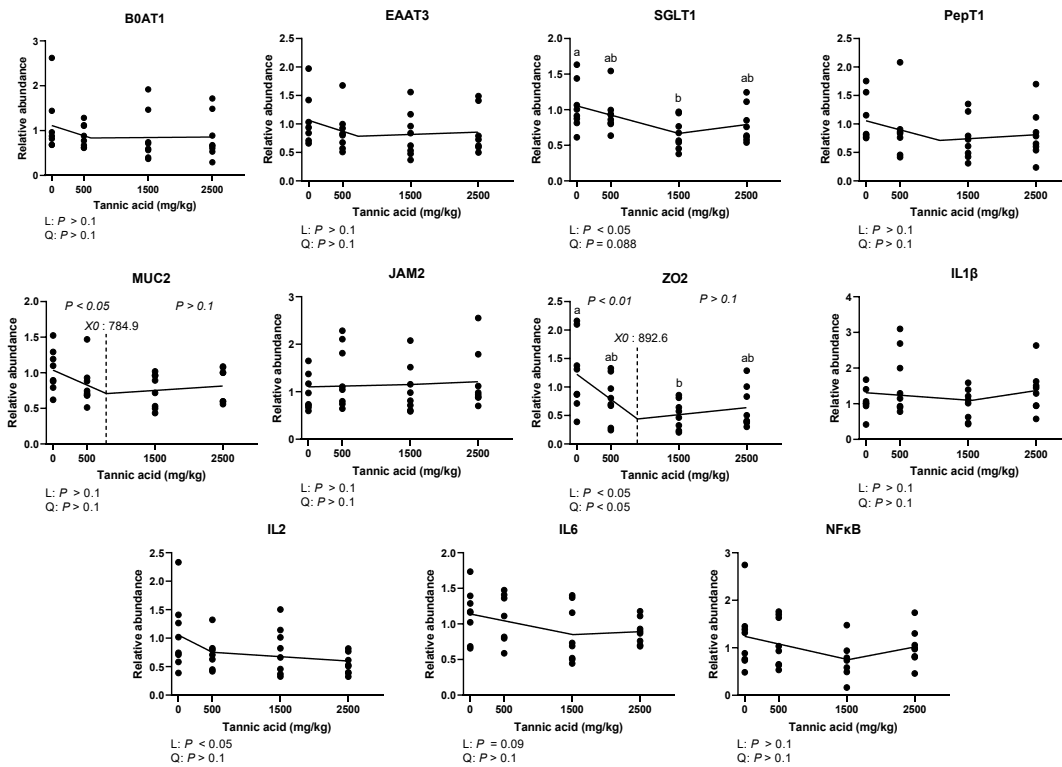 B0AT1
Relative abundance
3
2
1
0
0 500 1500 2500
Tannic acid (mg/kg)
L: P > 0.1
Q: P > 0.1
EAAT3
Relative abundance
2.5
2.0
1.5
1.0
0.5
0.0
0 500 1500 2500
Tannic acid (mg/kg)
L: P > 0.1
Q: P > 0.1
SGLT1
Relative abundance
2.0
1.5
1.0
0.5
0.0
a ab b ab
0 500 1500 2500
Tannic acid (mg/kg)
L: P < 0.05
Q: P = 0.088
PepT1
Relative abundance
2.5
2.0
1.5
1.0
0.5
0.0
0 500 1500 2500
Tannic acid (mg/kg)
L: P > 0.1
Q: P > 0.1
MUC2
Relative abundance
2.0
1.5
1.0
0.5
0.0
P < 0.05 P > 0.1
X0 : 784.9
0 500 1500 2500
Tannic acid (mg/kg)
L: P > 0.1
Q: P > 0.1
JAM2
Relative abundance
3
2
1
0
0 500 1500 2500
Tannic acid (mg/kg)
L: P > 0.1
Q: P > 0.1
ZO2
Relative abundance
2.5
2.0
1.5
1.0
0.5
0.0
P < 0.01 P > 0.1
X0 : 892.6
a ab b ab
0 500 1500 2500
Tannic acid (mg/kg)
L: P < 0.05
Q: P < 0.05
IL1β
Relative abundance
4
3
2
1
0
0 500 1500 2500
Tannic acid (mg/kg)
L: P > 0.1
Q: P > 0.1
IL2
Relative abundance
2.5
2.0
1.5
1.0
0.5
0.0
0 500 1500 2500
Tannic acid (mg/kg)
L: P < 0.05
Q: P > 0.1
IL6
Relative abundance
2.0
1.5
1.0
0.5
0.0
0 500 1500 2500
Tannic acid (mg/kg)
L: P = 0.09
Q: P > 0.1
NFκB
Relative abundance
3
2
1
0
0 500 1500 2500
Tannic acid (mg/kg)
L: P > 0.1
Q: P > 0.1